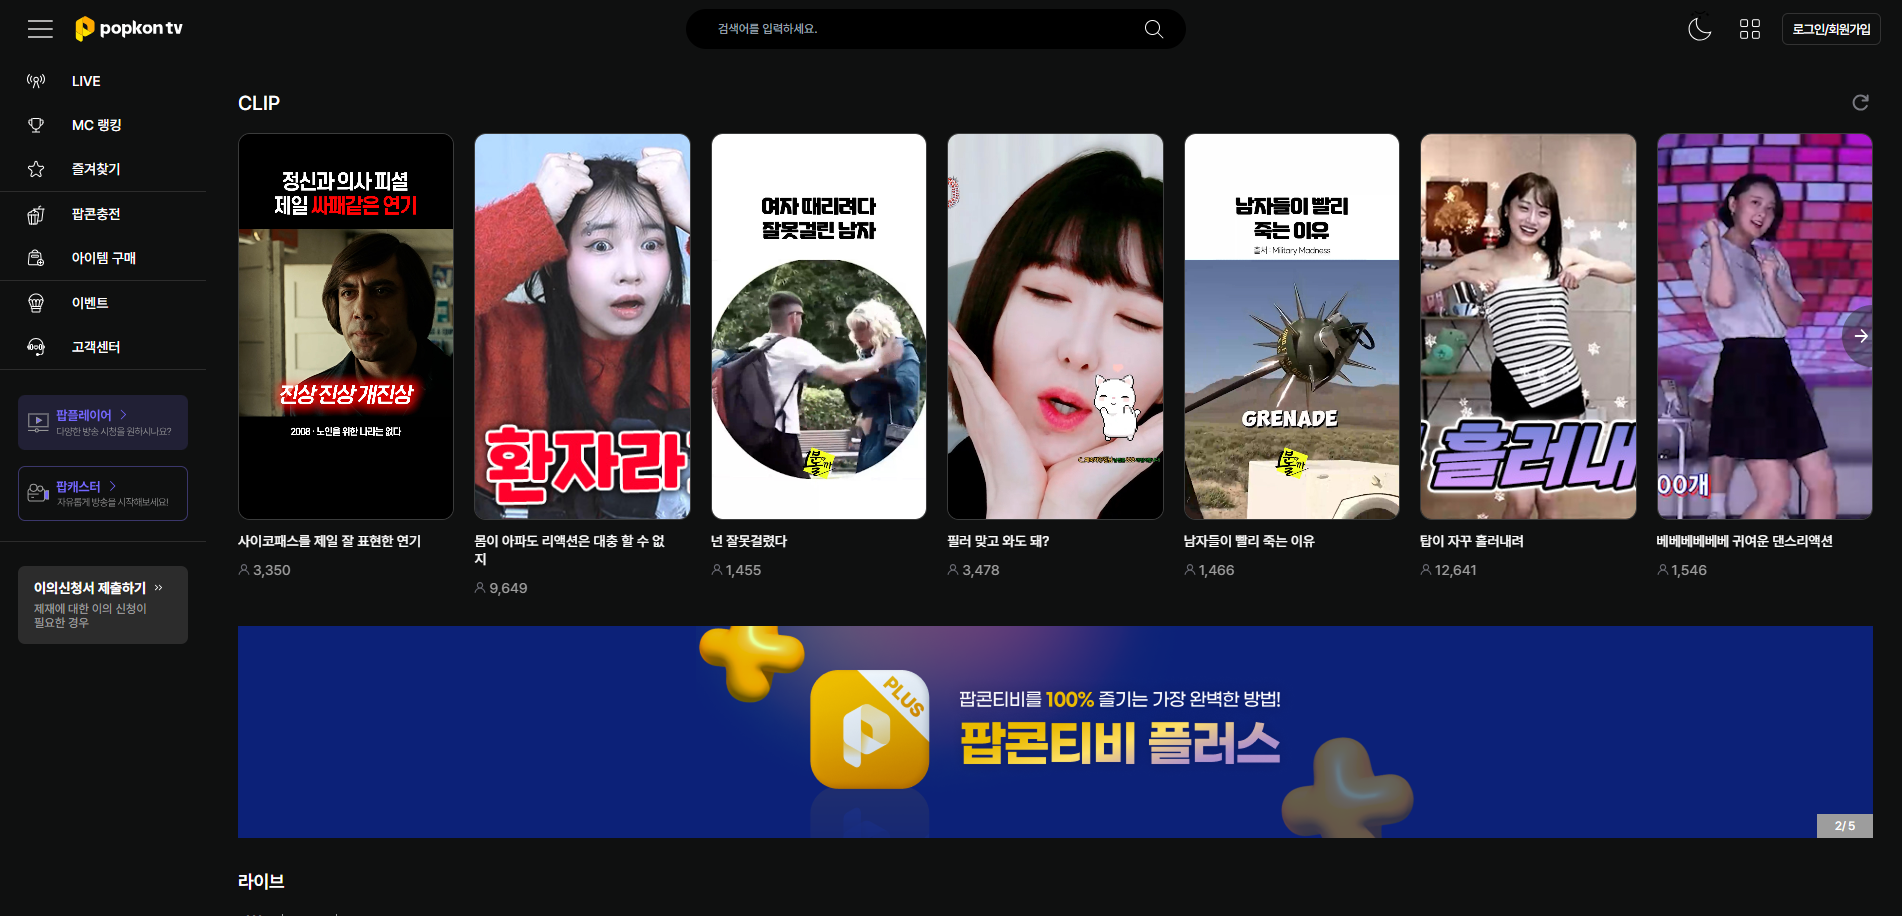 popkon tv
검색어를 입력하세요.
로그인/회원가입
LIVE
MC 랭킹
즐겨찾기
팝콘충전
아이템 구매
이벤트
고객센터
팝플레이어
다양한 방송 시청을 원하시나요?
팝캐스터
자유롭게 방송을 시작해보세요!
이의신청서 제출하기
제재에 대한 이의 신청이
필요한 경우
CLIP
정신과 의사 피셜
제일 싸패같은 연기
진상 진상 개진상
2008 · 노인을 위한 나라는 없다
사이코패스를 제일 잘 표현한 연기
3,350
환자라
몸이 아파도 리액션은 대충 할 수 없
지
9,649
여자 때리려다
잘못걸린 남자
넌 잘못걸렸다
1,455
필러 맞고 와도 돼?
3,478
남자들이 빨리
죽는 이유
출처 : Military Madness
GRENADE
남자들이 빨리 죽는 이유
1,466
흘러내
탑이 자꾸 흘러내려
12,641
00개
베베베베베베 귀여운 댄스리액션
1,546
PLUS
팝콘티비를 100% 즐기는 가장 완벽한 방법!
팝콘티비 플러스
2/5
라이브